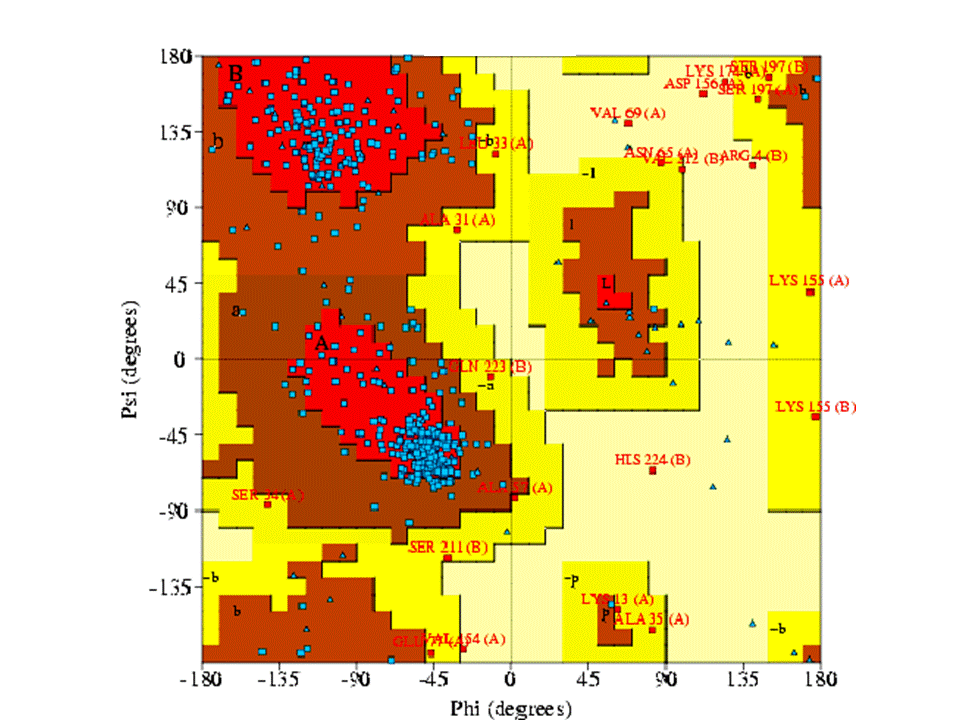 180
B
SER 197 (B)
LYS 174 (A)
b
ASP 156 (A)
SER 197 (A)
b
VAL 69 (A)
135
b
~b
LEU 33 (A)
ASN 65 (A)
VAL 212 (B)
ARG 4 (B)
~l
90
ALA 31 (A)
l
45
L
LYS 155 (A)
a
A
0
GLN 223 (B)
~a
LYS 155 (B)
-45
HIS 224 (B)
-90
SER 34 (A)
SER 211 (B)
-135
~b
~p
b
LYS 13 (A)
p
ALA 35 (A)
~b
VAL 154 (A)
-180 -135 -90 -45 0 45 90 135 180
Phi (degrees)
Psi (degrees)